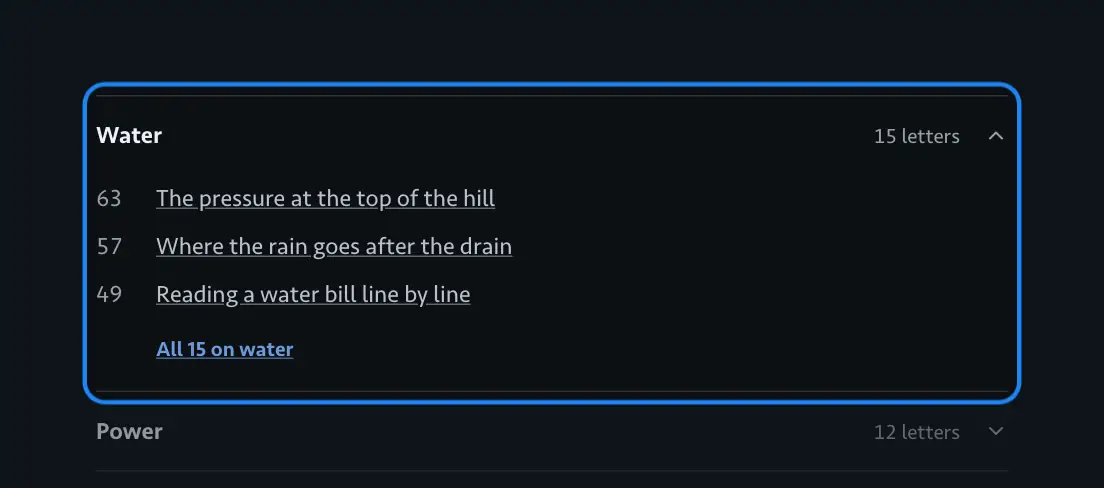 Water 15 letters
63 The pressure at the top of the hill
57 Where the rain goes after the drain
49 Reading a water bill line by line
All 15 on water
Power 12 letters